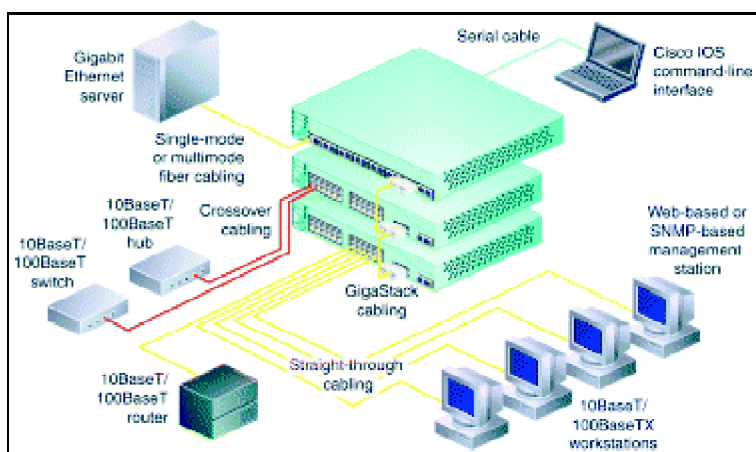 Gigabit
Ethernet
server
Serial cable
Cisco IOS
command-line
interface
Single-mode
or multimode
fiber cabling
Crossover
cabling
10BaseT/
100BaseT
hub
10BaseT/
100BaseT
switch
Web-based or
SNMP-based
management
station
GigaStack
cabling
Straight-through
cabling
10BaseT/
100BaseT
router
10BaseT/
100BaseTX
workstations